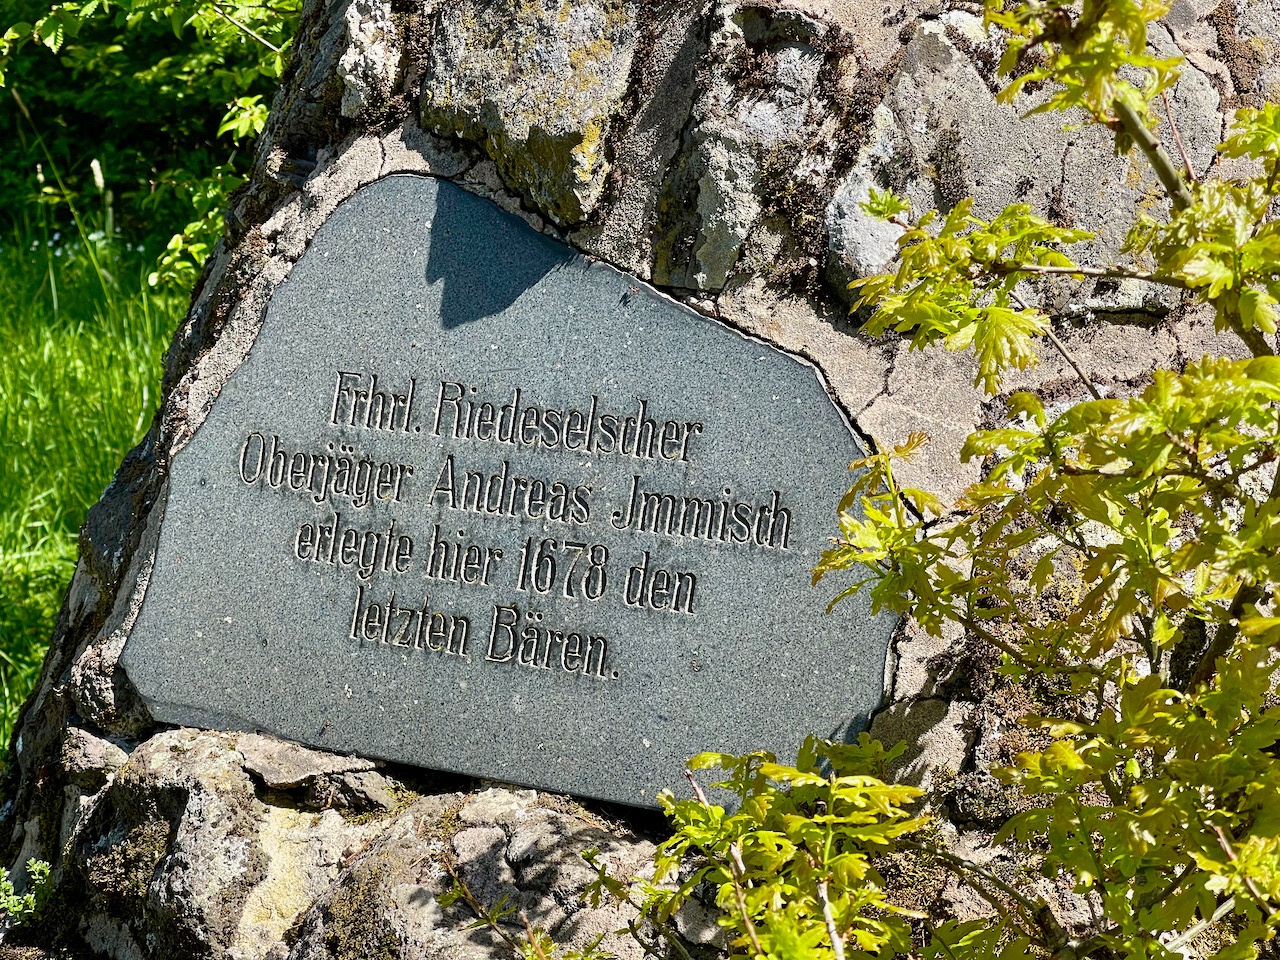 Frhrl. Riedeselscher
Oberjäger Andreas Jmmisch
erlegte hier 1678 den
letzten Bären.